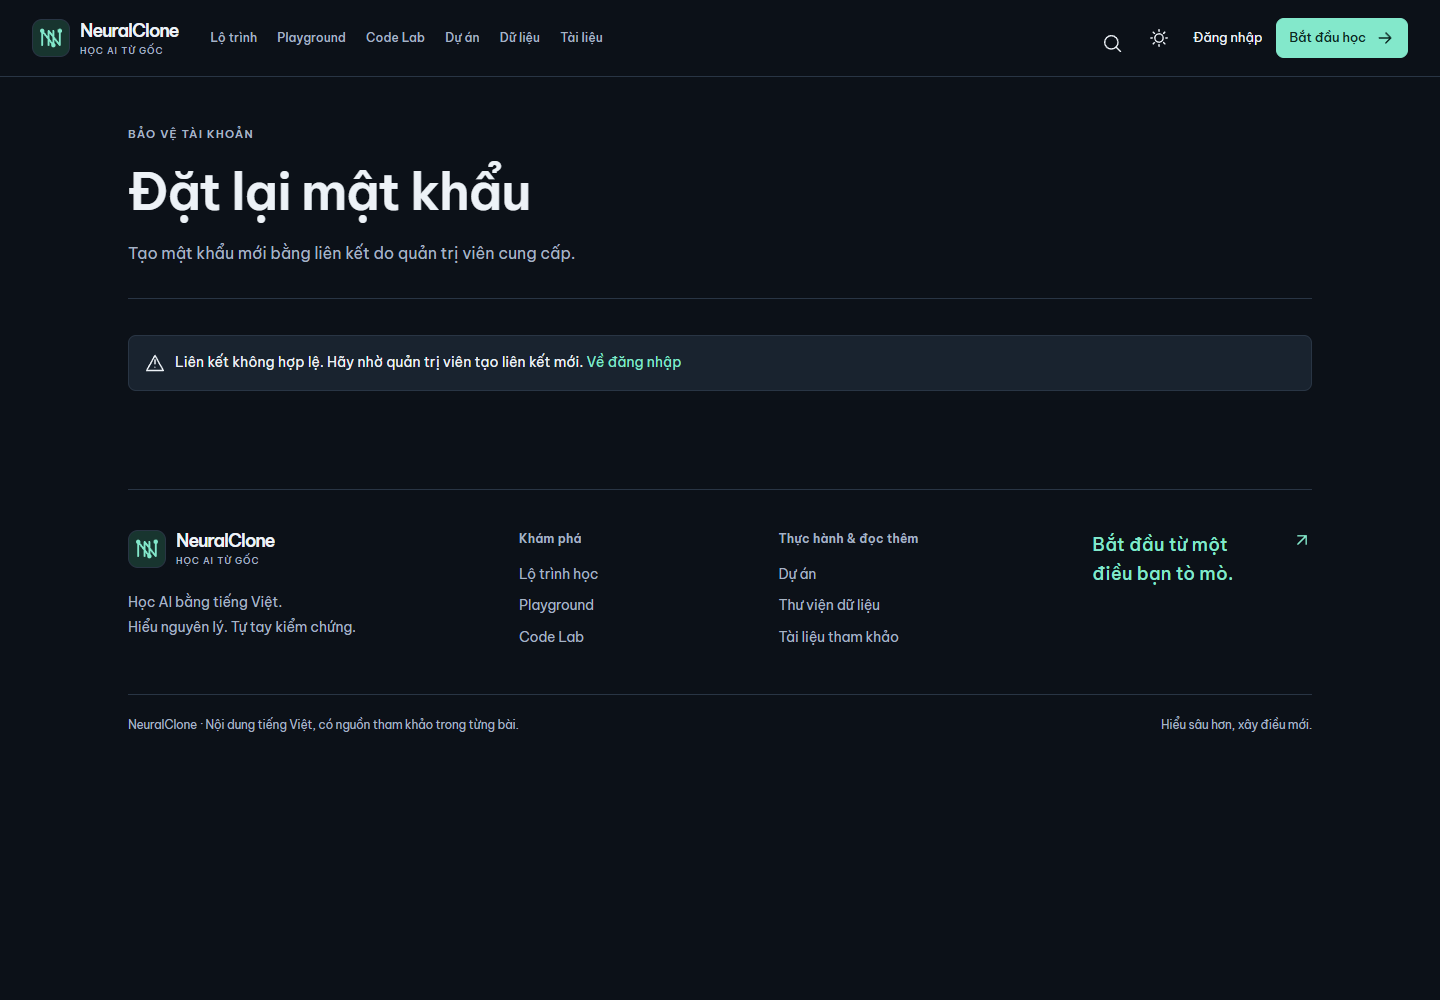 NeuralClone
HỌC AI TỪ GỐC
Lộ trình
Playground
Code Lab
Dự án
Dữ liệu
Tài liệu
Đăng nhập
Bắt đầu học
BẢO VỆ TÀI KHOẢN
Đặt lại mật khẩu
Tạo mật khẩu mới bằng liên kết do quản trị viên cung cấp.
Liên kết không hợp lệ. Hãy nhờ quản trị viên tạo liên kết mới. Về đăng nhập
NeuralClone
HỌC AI TỪ GỐC
Học AI bằng tiếng Việt.
Hiểu nguyên lý. Tự tay kiểm chứng.
Khám phá
Lộ trình học
Playground
Code Lab
Thực hành & đọc thêm
Dự án
Thư viện dữ liệu
Tài liệu tham khảo
Bắt đầu từ một
điều bạn tò mò.
NeuralClone · Nội dung tiếng Việt, có nguồn tham khảo trong từng bài.
Hiểu sâu hơn, xây điều mới.